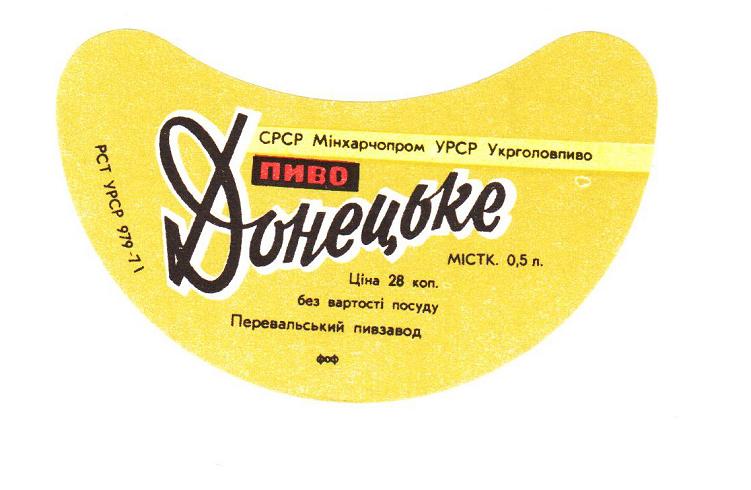 СРСР Мінхарчопром УРСР Укрголовпиво
ПИВО
Донецьке
МІСТК. 0,5 л.
Ціна 28 коп.
без вартості посуду
Перевальський пивзавод
фоф
РСТ УРСР 979-71